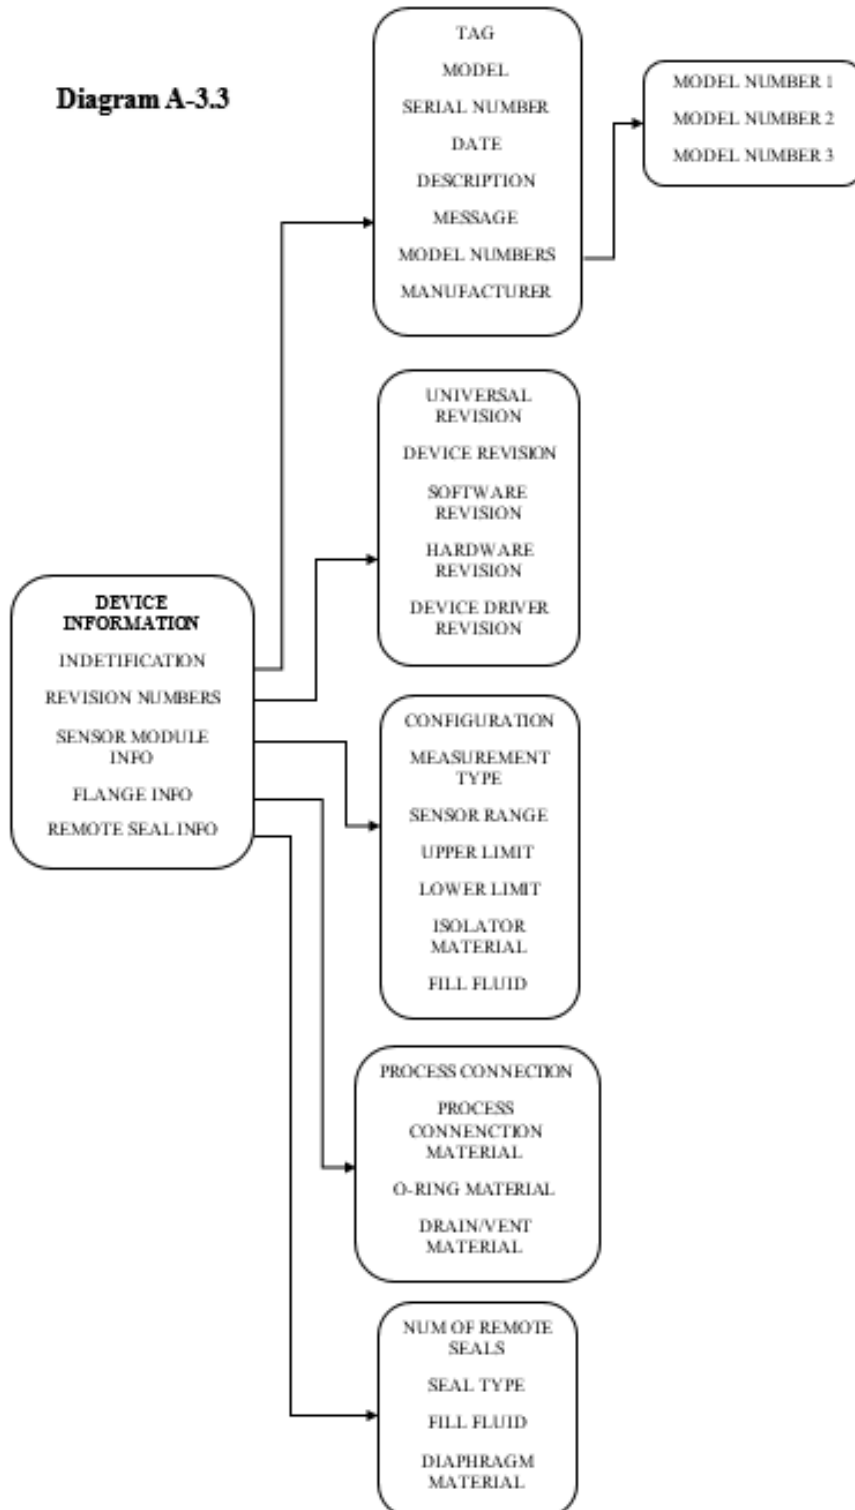 Diagram A-3.3
TAG
MODEL
SERIAL NUMBER
DATE
DESCRIPTION
MESSAGE
MODEL NUMBERS
MANUFACTURER
MODEL NUMBER 1
MODEL NUMBER 2
MODEL NUMBER 3
UNIVERSAL
REVISION
DEVICE REVISION
SOFTWARE
REVISION
HARDWARE
REVISION
DEVICE DRIVER
REVISION
DEVICE
INFORMATION
INDETIFICATION
REVISION NUMBERS
SENSOR MODULE
INFO
FLANGE INFO
REMOTE SEAL INFO
CONFIGURATION
MEASUREMENT
TYPE
SENSOR RANGE
UPPER LIMIT
LOWER LIMIT
ISOLATOR
MATERIAL
FILL FLUID
PROCESS CONNECTION
PROCESS
CONNENCTION
MATERIAL
O-RING MATERIAL
DRAIN/VENT
MATERIAL
NUM OF REMOTE
SEALS
SEAL TYPE
FILL FLUID
DIAPHRAGM
MATERIAL